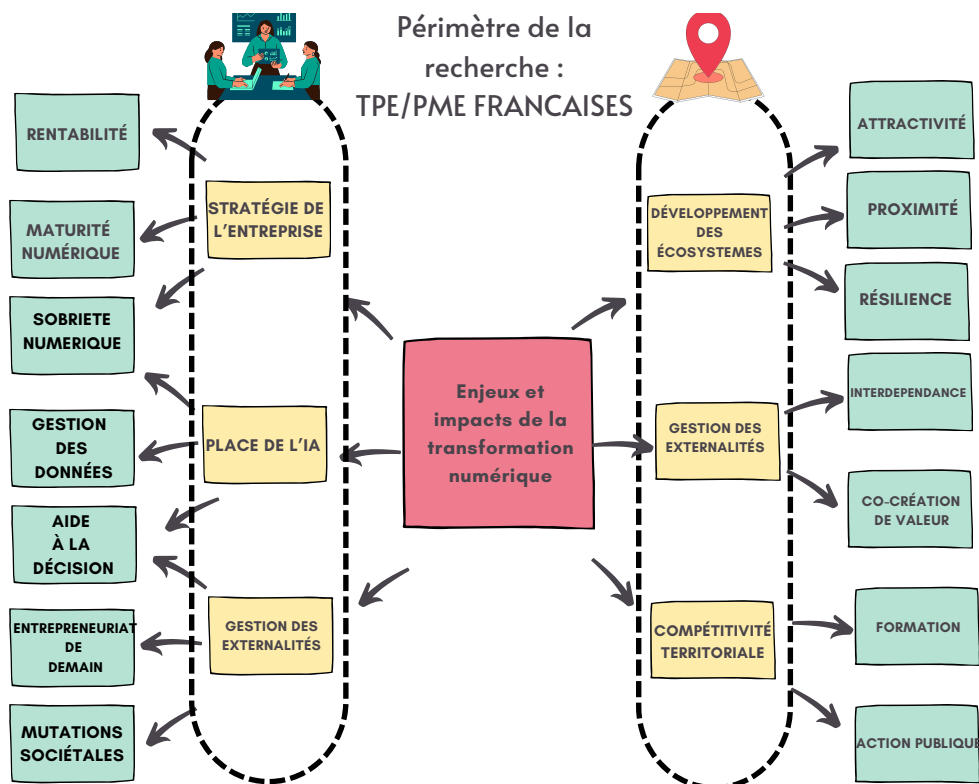 Périmètre de la
recherche :
TPE/PME FRANCAISES
RENTABILITÉ
MATURITÉ
NUMÉRIQUE
SOBRIETE
NUMERIQUE
GESTION
DES
DONNÉES
AIDE
À LA
DÉCISION
ENTREPRENEURIAT
DE
DEMAIN
MUTATIONS
SOCIÉTALES
STRATÉGIE DE
L'ENTREPRISE
PLACE DE L'IA
GESTION DES
EXTERNALITÉS
Enjeux et
impacts de la
transformation
numérique
DÉVELOPPEMENT
DES
ÉCOSYSTEMES
GESTION DES
EXTERNALITÉS
COMPÉTITIVITÉ
TERRITORIALE
ATTRACTIVITÉ
PROXIMITÉ
RÉSILIENCE
INTERDEPENDANCE
CO-CRÉATION
DE VALEUR
FORMATION
ACTION PUBLIQUE